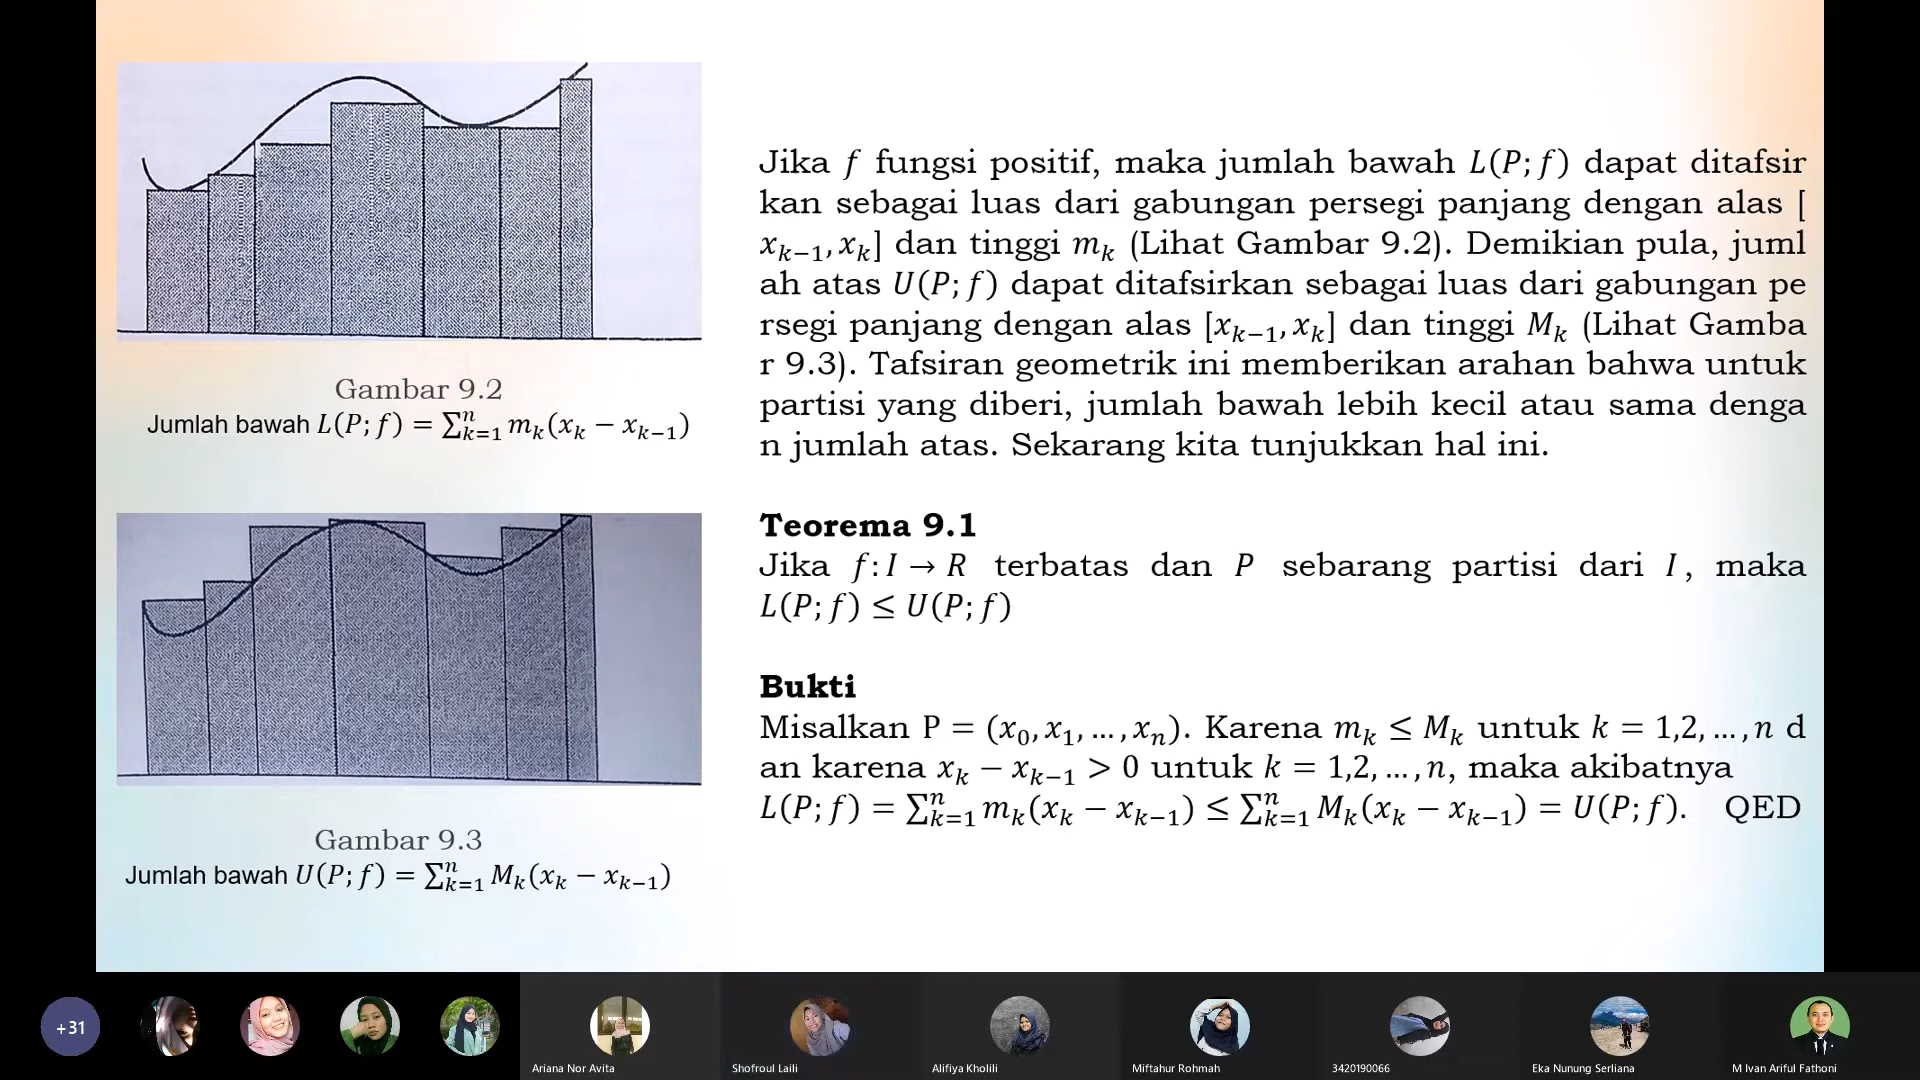 Gambar 9.2
Jumlah bawah L(P; f) = ∑ₖ₌₁ⁿ mₖ(xₖ − xₖ₋₁)
Gambar 9.3
Jumlah bawah U(P; f) = ∑ₖ₌₁ⁿ Mₖ(xₖ − xₖ₋₁)
Jika f fungsi positif, maka jumlah bawah L(P; f) dapat ditafsir
kan sebagai luas dari gabungan persegi panjang dengan alas [
xₖ₋₁, xₖ] dan tinggi mₖ (Lihat Gambar 9.2). Demikian pula, juml
ah atas U(P; f) dapat ditafsirkan sebagai luas dari gabungan pe
rsegi panjang dengan alas [xₖ₋₁, xₖ] dan tinggi Mₖ (Lihat Gamba
r 9.3). Tafsiran geometrik ini memberikan arahan bahwa untuk
partisi yang diberi, jumlah bawah lebih kecil atau sama denga
n jumlah atas. Sekarang kita tunjukkan hal ini.
Teorema 9.1
Jika f: I → R terbatas dan P sebarang partisi dari I, maka
L(P; f) ≤ U(P; f)
Bukti
Misalkan P = (x₀, x₁, … , xₙ). Karena mₖ ≤ Mₖ untuk k = 1,2, … , n d
an karena xₖ − xₖ₋₁ > 0 untuk k = 1,2, … , n, maka akibatnya
L(P; f) = ∑ₖ₌₁ⁿ mₖ(xₖ − xₖ₋₁) ≤ ∑ₖ₌₁ⁿ Mₖ(xₖ − xₖ₋₁) = U(P; f). QED
+31
Ariana Nor Avita
Shofroul Laili
Alifiya Kholili
Miftahur Rohmah
3420190066
Eka Nunung Serliana
M Ivan Ariful Fathoni